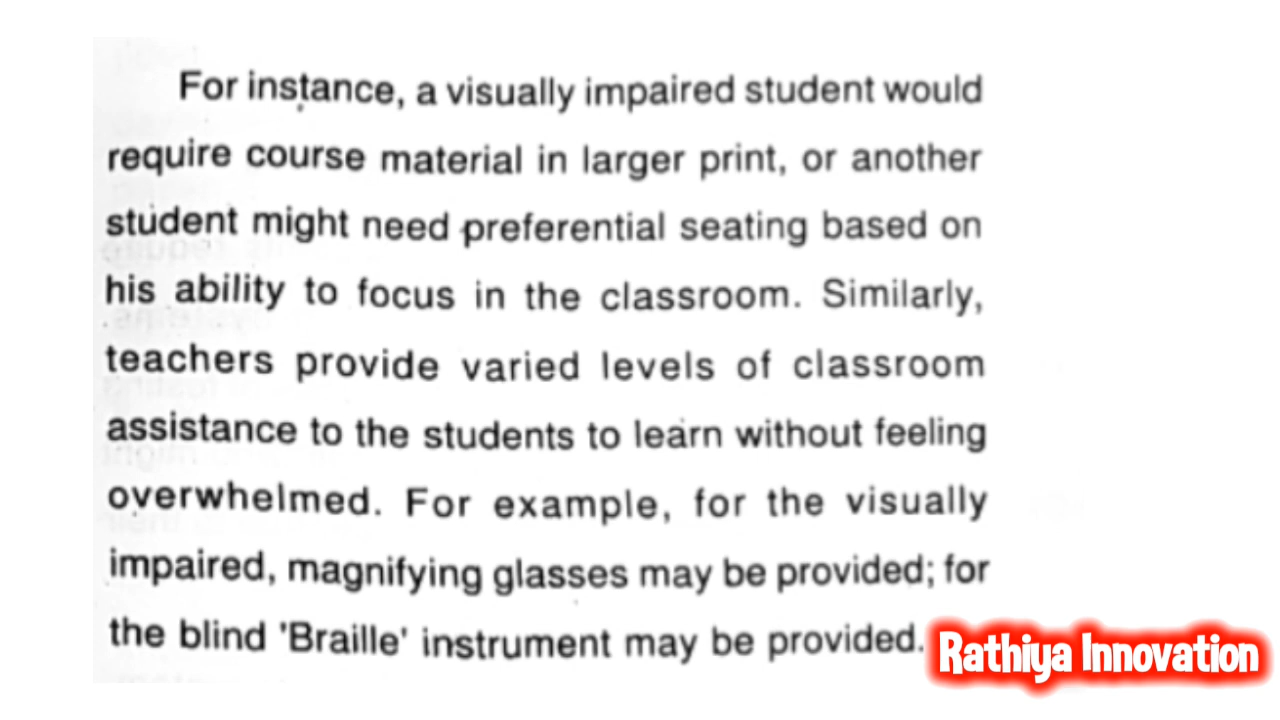 For instance, a visually impaired student would
require course material in larger print, or another
student might need preferential seating based on
his ability to focus in the classroom. Similarly,
teachers provide varied levels of classroom
assistance to the students to learn without feeling
overwhelmed. For example, for the visually
impaired, magnifying glasses may be provided; for
the blind 'Braille' instrument may be provided.
Rathiya Innovation